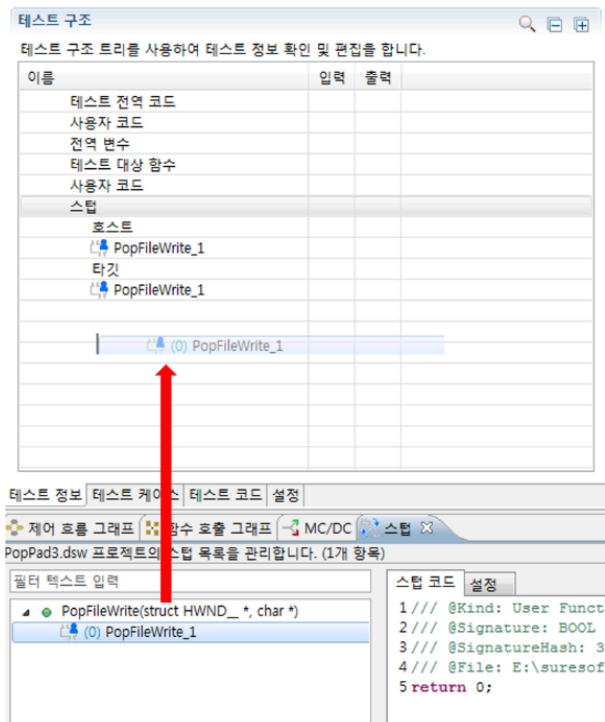 테스트 구조
테스트 구조 트리를 사용하여 테스트 정보 확인 및 편집을 합니다.
이름 입력 출력
테스트 전역 코드
사용자 코드
전역 변수
테스트 대상 함수
사용자 코드
스텁
호스트
PopFileWrite_1
타깃
PopFileWrite_1
(0) PopFileWrite_1
테스트 정보 테스트 케이스 테스트 코드 설정
제어 흐름 그래프 함수 호출 그래프 MC/DC 스텁
PopPad3.dsw 프로젝트의 스텁 목록을 관리합니다. (1개 항목)
필터 텍스트 입력
스텁 코드 설정
PopFileWrite(struct HWND__ *, char *)
(0) PopFileWrite_1
1 /// @Kind: User Funct
2 /// @Signature: BOOL
3 /// @SignatureHash: 3
4 /// @File: E:\suresof
5 return 0;